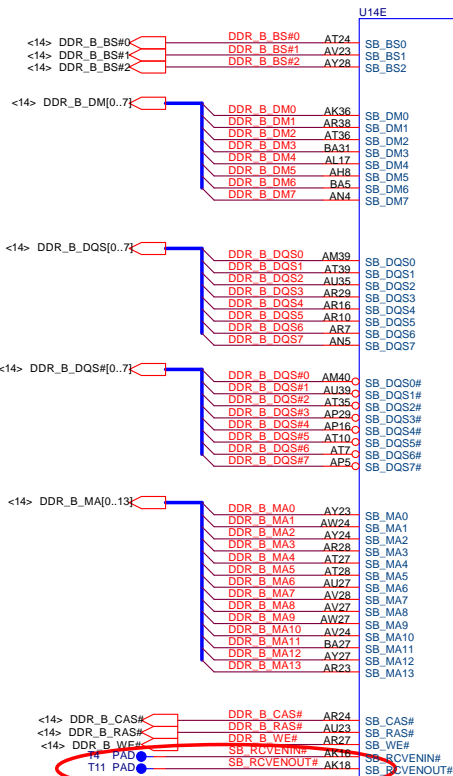 U14E
<14> DDR_B_BS#0 DDR_B_BS#0 AT24 SB_BS0
<14> DDR_B_BS#1 DDR_B_BS#1 AV23 SB_BS1
<14> DDR_B_BS#2 DDR_B_BS#2 AY28 SB_BS2
<14> DDR_B_DM[0..7]
DDR_B_DM0 AK36 SB_DM0
DDR_B_DM1 AR38 SB_DM1
DDR_B_DM2 AT36 SB_DM2
DDR_B_DM3 BA31 SB_DM3
DDR_B_DM4 AL17 SB_DM4
DDR_B_DM5 AH8 SB_DM5
DDR_B_DM6 BA5 SB_DM6
DDR_B_DM7 AN4 SB_DM7
<14> DDR_B_DQS[0..7]
DDR_B_DQS0 AM39 SB_DQS0
DDR_B_DQS1 AT39 SB_DQS1
DDR_B_DQS2 AU35 SB_DQS2
DDR_B_DQS3 AR29 SB_DQS3
DDR_B_DQS4 AR16 SB_DQS4
DDR_B_DQS5 AR10 SB_DQS5
DDR_B_DQS6 AR7 SB_DQS6
DDR_B_DQS7 AN5 SB_DQS7
<14> DDR_B_DQS#[0..7]
DDR_B_DQS#0 AM40 SB_DQS0#
DDR_B_DQS#1 AU39 SB_DQS1#
DDR_B_DQS#2 AT35 SB_DQS2#
DDR_B_DQS#3 AP29 SB_DQS3#
DDR_B_DQS#4 AP16 SB_DQS4#
DDR_B_DQS#5 AT10 SB_DQS5#
DDR_B_DQS#6 AT7 SB_DQS6#
DDR_B_DQS#7 AP5 SB_DQS7#
<14> DDR_B_MA[0..13]
DDR_B_MA0 AY23 SB_MA0
DDR_B_MA1 AW24 SB_MA1
DDR_B_MA2 AY24 SB_MA2
DDR_B_MA3 AR28 SB_MA3
DDR_B_MA4 AT27 SB_MA4
DDR_B_MA5 AT28 SB_MA5
DDR_B_MA6 AU27 SB_MA6
DDR_B_MA7 AV28 SB_MA7
DDR_B_MA8 AV27 SB_MA8
DDR_B_MA9 AW27 SB_MA9
DDR_B_MA10 AV24 SB_MA10
DDR_B_MA11 BA27 SB_MA11
DDR_B_MA12 AY27 SB_MA12
DDR_B_MA13 AR23 SB_MA13
<14> DDR_B_CAS# DDR_B_CAS# AR24 SB_CAS#
<14> DDR_B_RAS# DDR_B_RAS# AU23 SB_RAS#
<14> DDR_B_WE# DDR_B_WE# AR27 SB_WE#
T4 PAD SB_RCVENIN# AK16 SB_RCVENIN#
T11 PAD SB_RCVENOUT# AK18 SB_RCVENOUT#